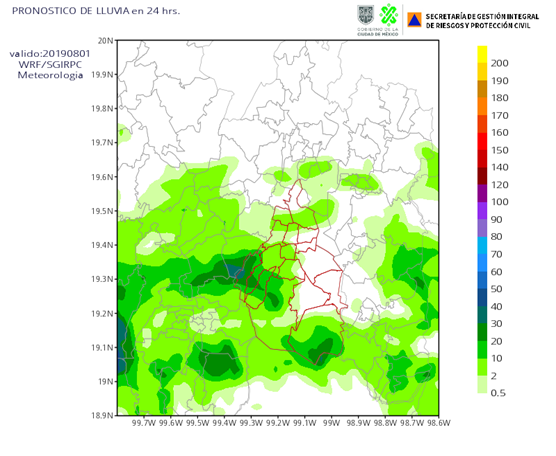 PRONOSTICO DE LLUVIA en 24 hrs.
GOBIERNO DE LA
CIUDAD DE MÉXICO
SECRETARÍA DE GESTIÓN INTEGRAL
DE RIESGOS Y PROTECCIÓN CIVIL
valido:20190801
WRF/SGIRPC
Meteorologia
20N
19.9N
19.8N
19.7N
19.6N
19.5N
19.4N
19.3N
19.2N
19.1N
19N
18.9N
99.7W 99.6W 99.5W 99.4W 99.3W 99.2W 99.1W 99W 98.9W 98.8W 98.7W 98.6W
200
190
180
170
160
150
140
120
100
90
80
70
60
50
40
30
20
10
2
0.5